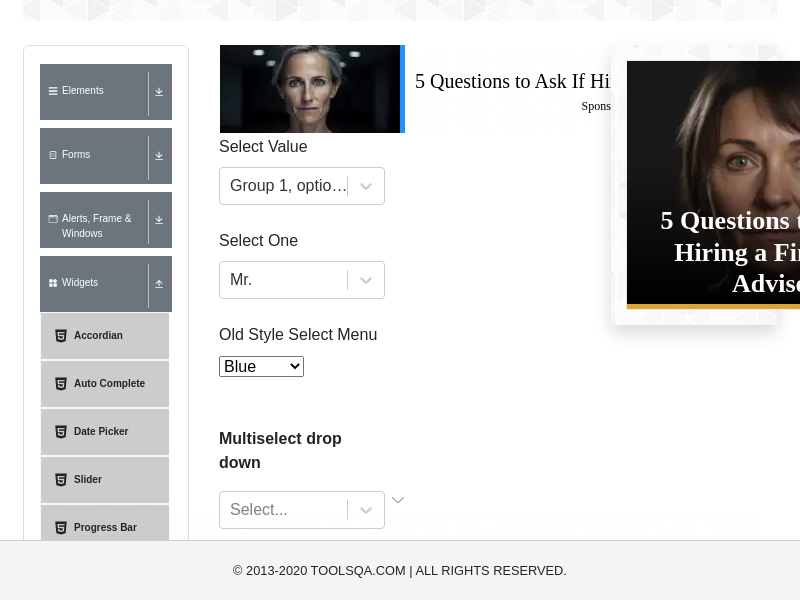 Elements
Forms
Alerts, Frame &
Windows
Widgets
Accordian
Auto Complete
Date Picker
Slider
Progress Bar
5 Questions to Ask If Hi
Spons
Select Value
Group 1, optio...
Select One
Mr.
Old Style Select Menu
Blue
Multiselect drop
down
Select...
5 Questions t
Hiring a Fi
Advis
© 2013-2020 TOOLSQA.COM | ALL RIGHTS RESERVED.